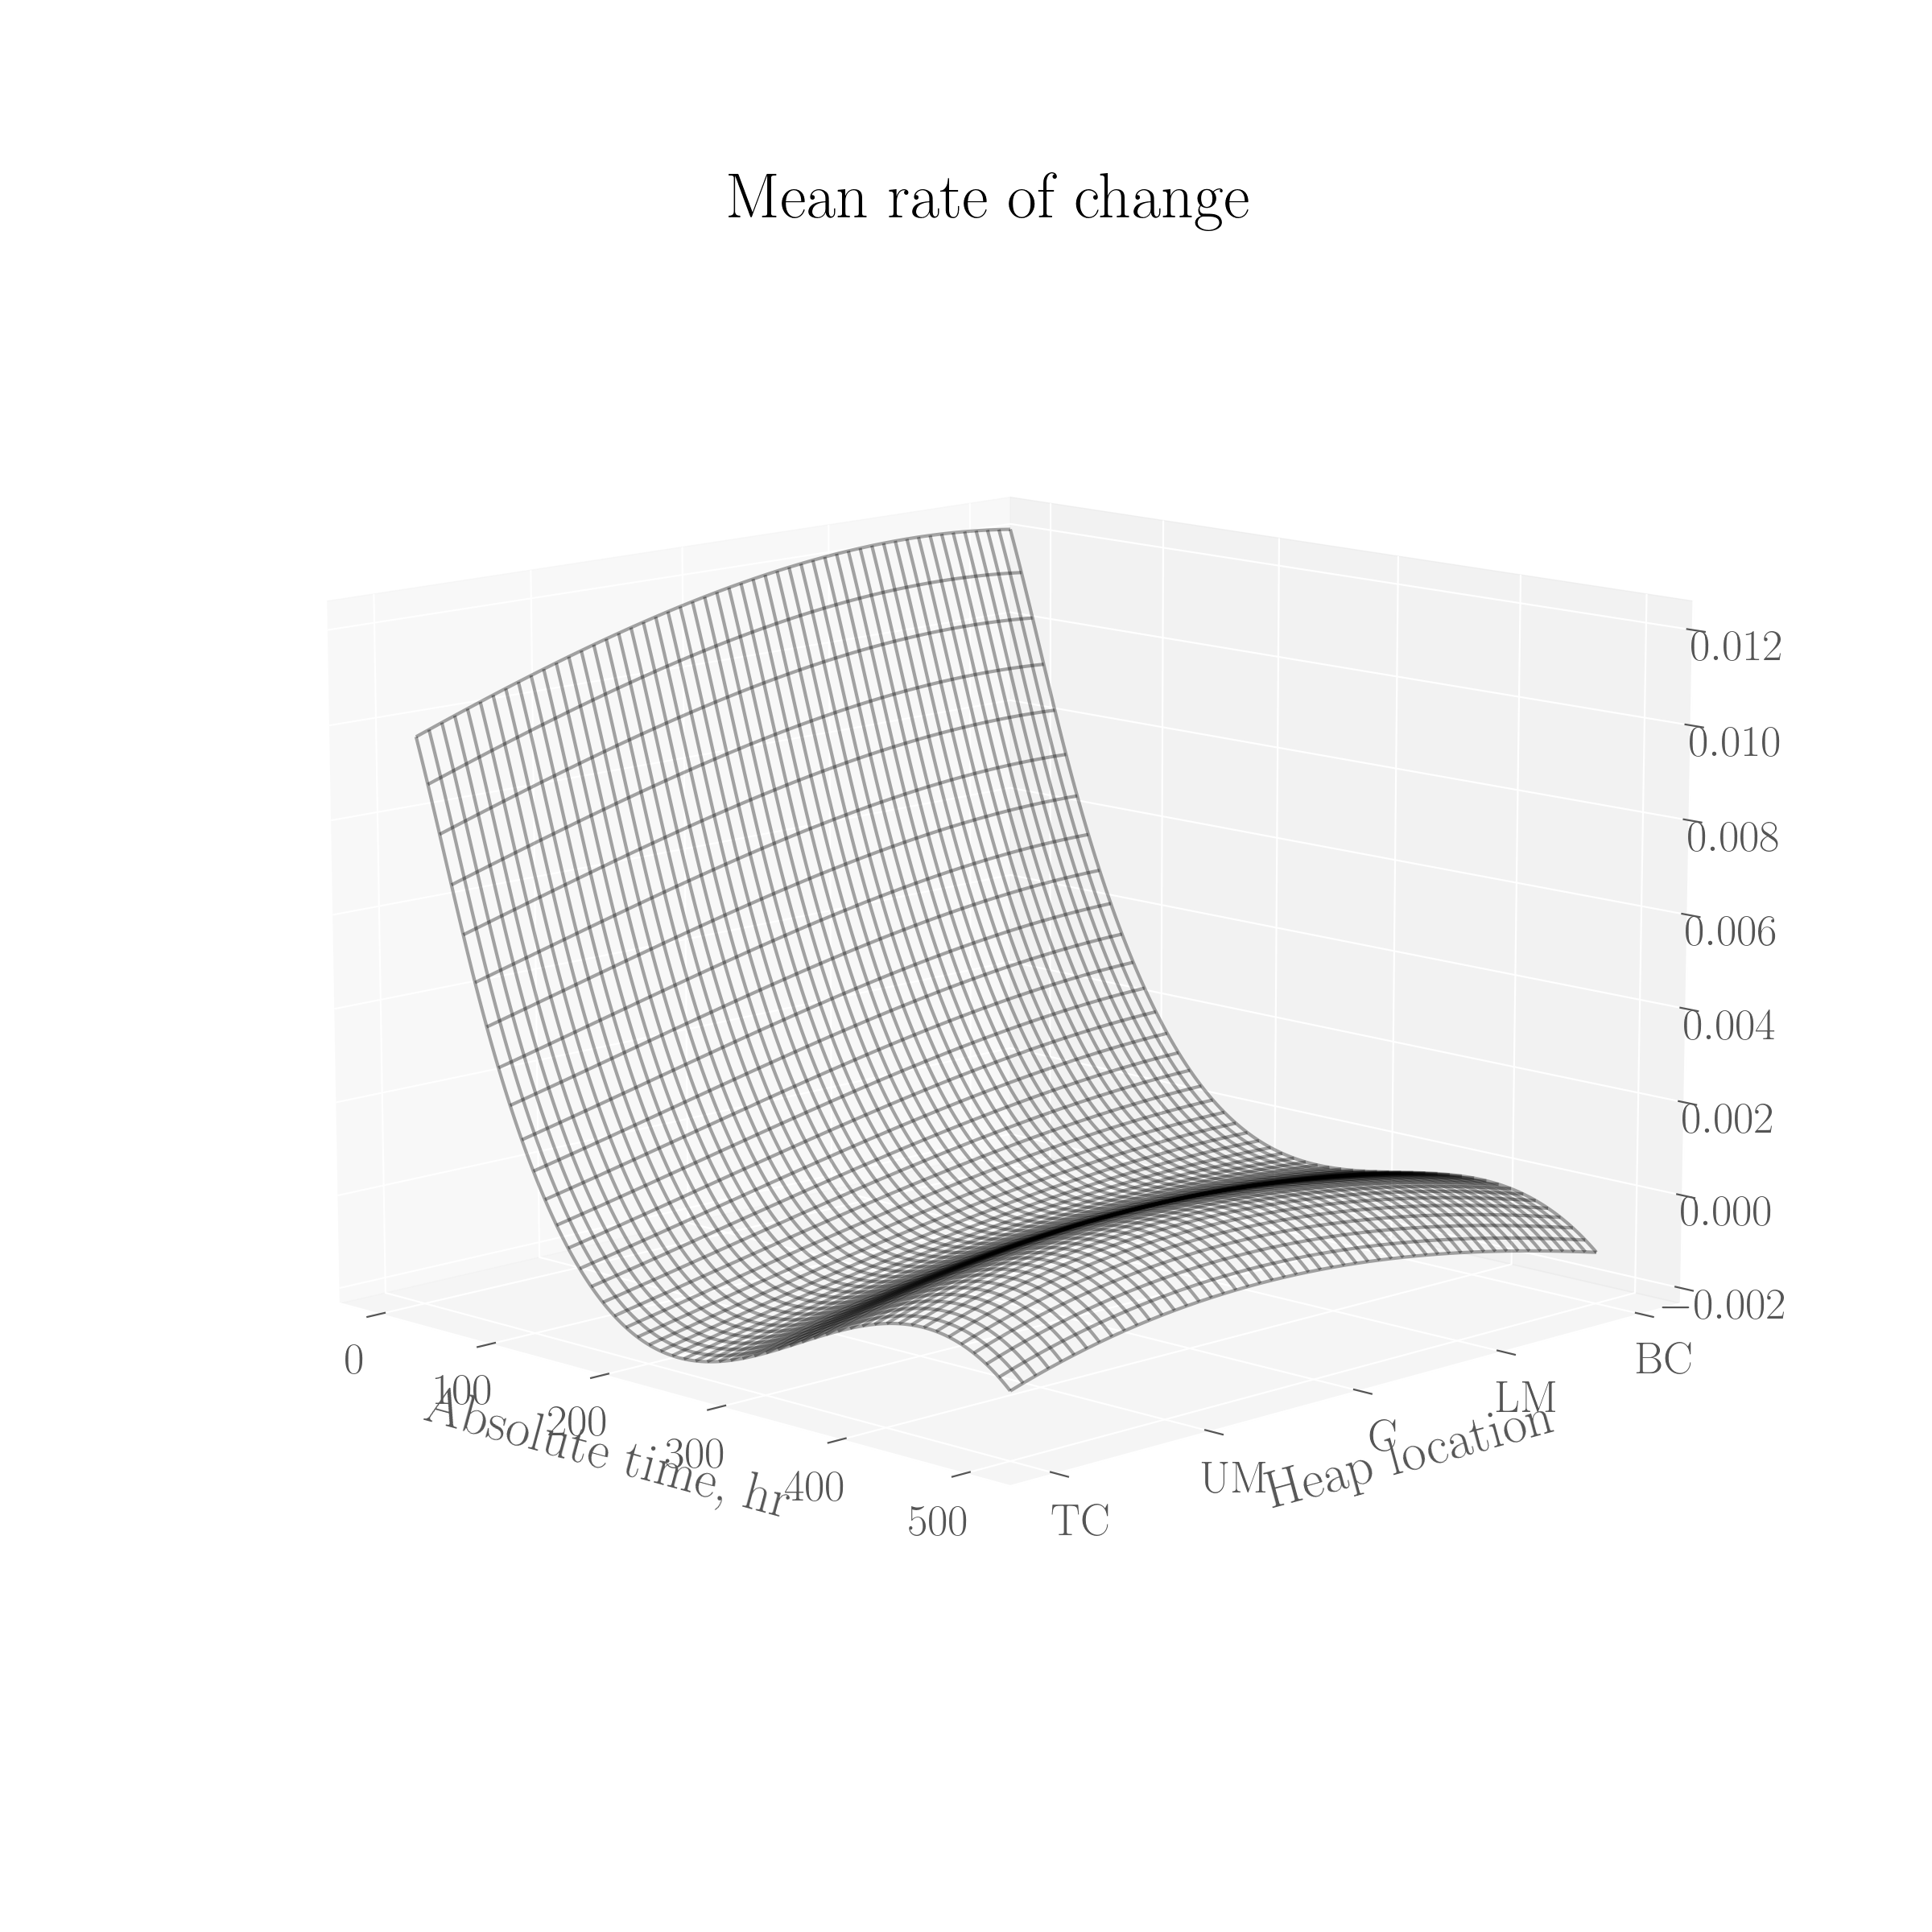 Mean rate of change
0.012
0.010
0.008
0.006
0.004
0.002
0.000
−0.002
0
100
200
300
400
500
Absolute time, hr
TC
UM
C
LM
BC
Heap location